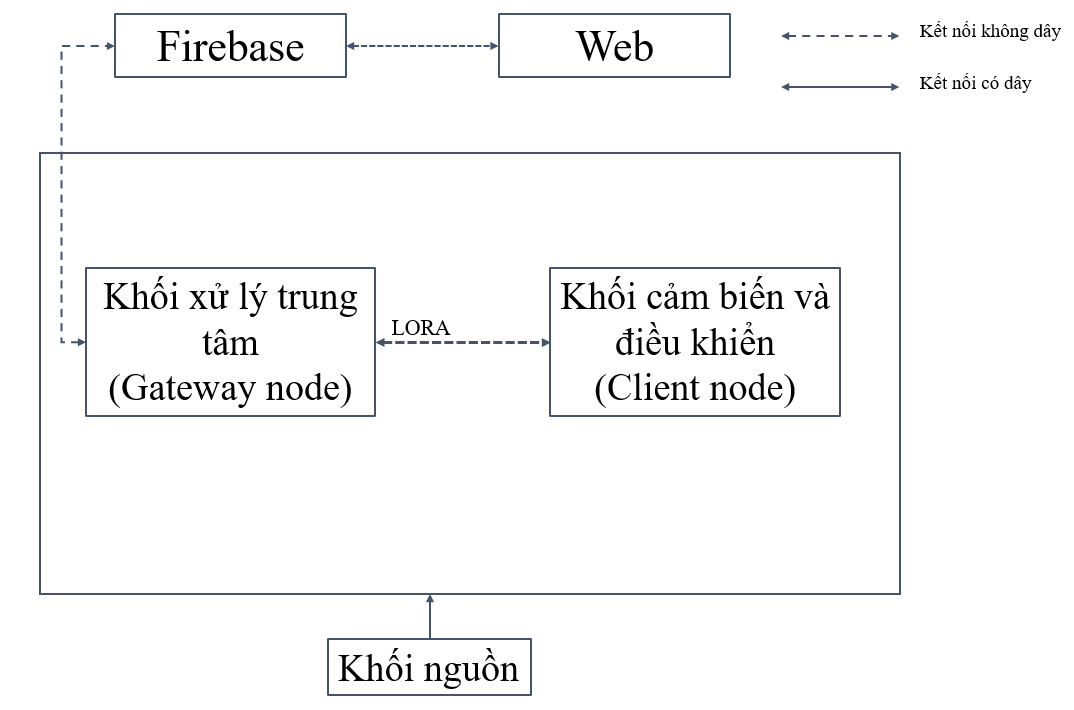 Firebase
Web
Kết nối không dây
Kết nối có dây
Khối xử lý trung
tâm
(Gateway node)
LORA
Khối cảm biến và
điều khiển
(Client node)
Khối nguồn